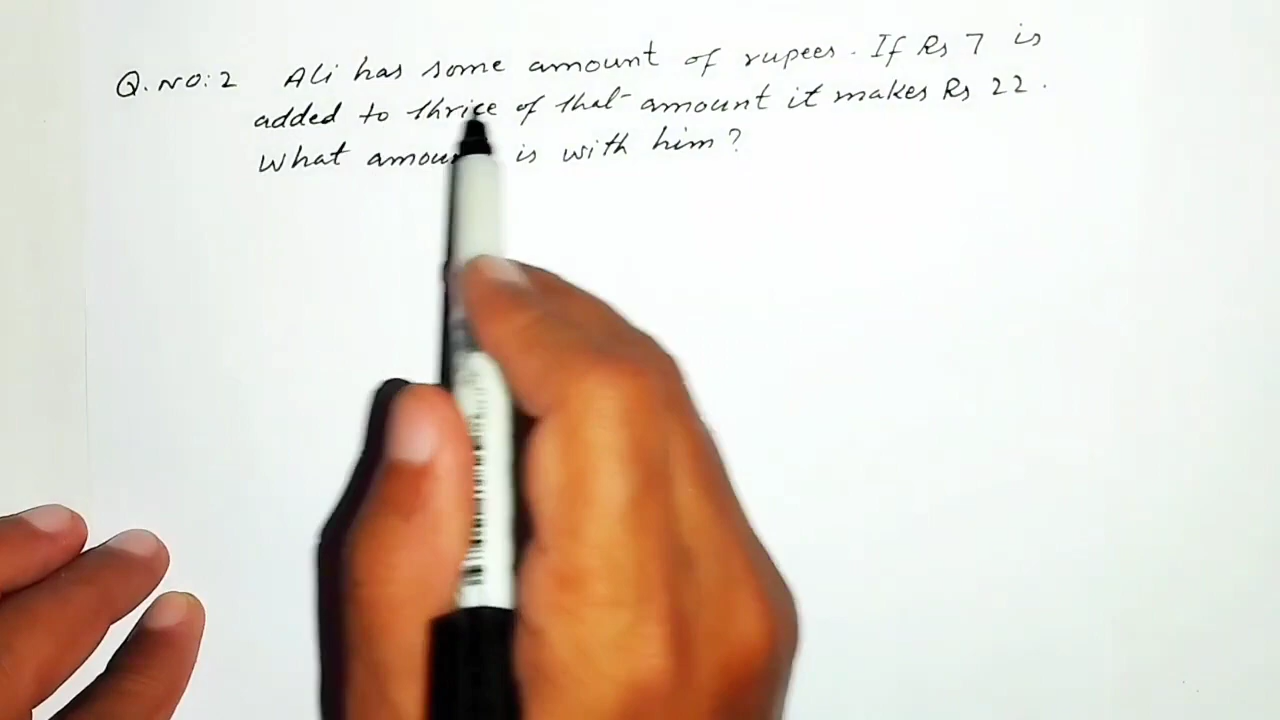 Q.NO:2 Ali has some amount of rupees. If Rs 7 is
added to thrice of that amount it makes Rs 22.
What amount is with him?